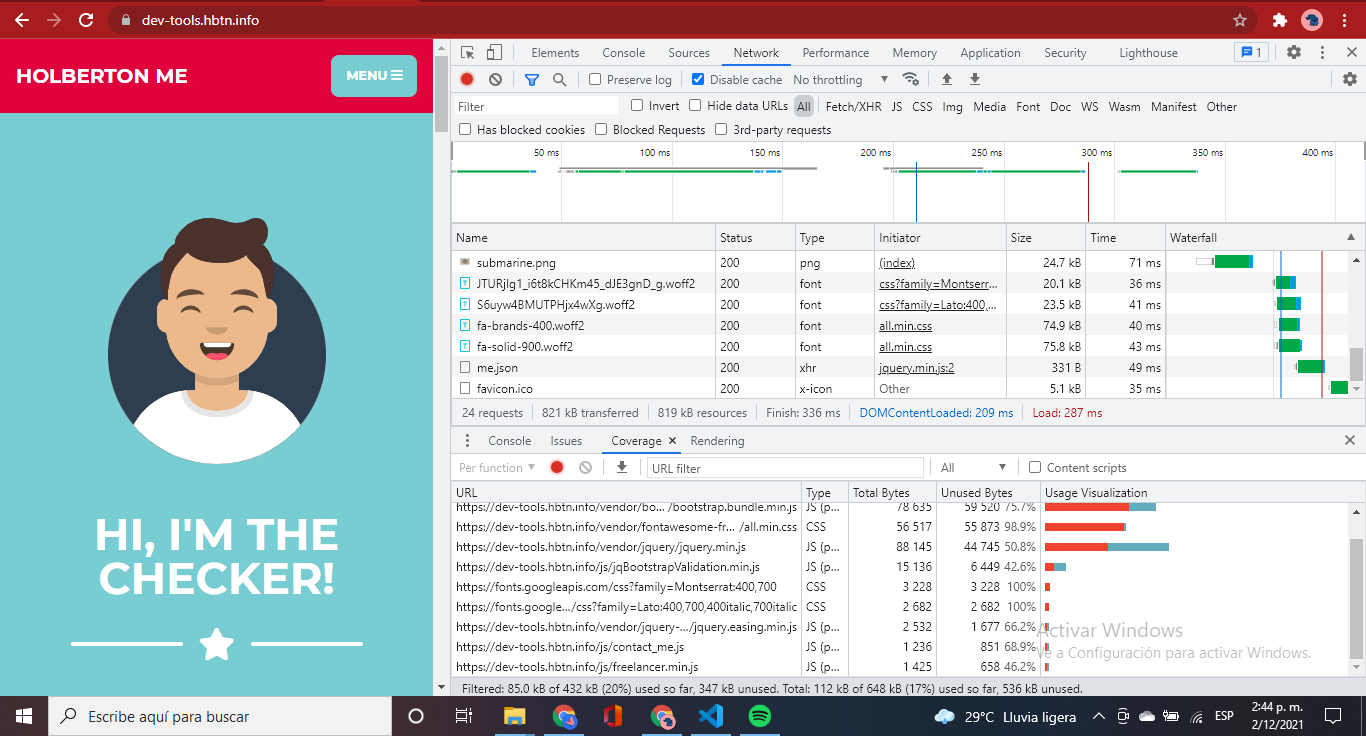 dev-tools.hbtn.info
HOLBERTON ME
MENU
HI, I'M THE
CHECKER!
Elements Console Sources Network Performance Memory Application Security Lighthouse 1
Preserve log Disable cache No throttling
Filter Invert Hide data URLs All Fetch/XHR JS CSS Img Media Font Doc WS Wasm Manifest Other
Has blocked cookies Blocked Requests 3rd-party requests
50 ms 100 ms 150 ms 200 ms 250 ms 300 ms 350 ms 400 ms
Name Status Type Initiator Size Time Waterfall
submarine.png 200 png (index) 24.7 kB 71 ms
JTURjIg1_i6t8kCHKm45_dJE3gnD_g.woff2 200 font css?family=Montserr... 20.1 kB 36 ms
S6uyw4BMUTPHjx4wXg.woff2 200 font css?family=Lato:400,... 23.5 kB 41 ms
fa-brands-400.woff2 200 font all.min.css 74.9 kB 40 ms
fa-solid-900.woff2 200 font all.min.css 75.8 kB 43 ms
me.json 200 xhr jquery.min.js:2 331 B 49 ms
favicon.ico 200 x-icon Other 5.1 kB 35 ms
24 requests 821 kB transferred 819 kB resources Finish: 336 ms DOMContentLoaded: 209 ms Load: 287 ms
Console Issues Coverage Rendering
Per function URL filter All Content scripts
URL Type Total Bytes Unused Bytes Usage Visualization
https://dev-tools.hbtn.info/vendor/bo... /bootstrap.bundle.min.js JS (p... 78 635 59 520 75.7%
https://dev-tools.hbtn.info/vendor/fontawesome-fr... /all.min.css CSS 56 517 55 873 98.9%
https://dev-tools.hbtn.info/vendor/jquery/jquery.min.js JS (p... 88 145 44 745 50.8%
https://dev-tools.hbtn.info/js/jqBootstrapValidation.min.js JS (p... 15 136 6 449 42.6%
https://fonts.googleapis.com/css?family=Montserrat:400,700 CSS 3 228 3 228 100%
https://fonts.google.../css?family=Lato:400,700,400italic,700italic CSS 2 682 2 682 100%
https://dev-tools.hbtn.info/vendor/jquery-.../jquery.easing.min.js JS (p... 2 532 1 677 66.2%
https://dev-tools.hbtn.info/js/contact_me.js JS (p... 1 236 851 68.9%
https://dev-tools.hbtn.info/js/freelancer.min.js JS (p... 1 425 658 46.2%
Activar Windows
Ve a Configuración para activar Windows.
Filtered: 85.0 kB of 432 kB (20%) used so far, 347 kB unused. Total: 112 kB of 648 kB (17%) used so far, 536 kB unused.
Escribe aquí para buscar
29°C Lluvia ligera ESP
2:44 p. m.
2/12/2021